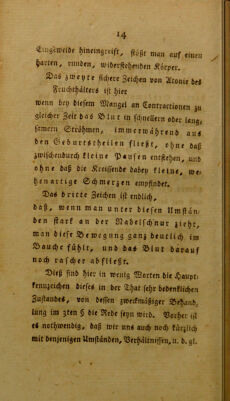 14
Eingeweide hineingreift, stößt man auf einen
harten, runden, widerstehenden Körper.
Das zweyte sichere Zeichen von Atonie des
Fruchthälters ist hier
wenn bey diesem Mangel an Contractionen zu
gleicher Zeit das Blut in schnellern oder lang,
samern Ströhmen, immerwährend aus
den Geburtstheilen fließt, ohne daß
zwischendurch kleine Pausen entstehen, und
ohne daß die Kreißende dabey kleine, we-
henartige Schmerzen empfindet.
Das dritte Zeichen ist endlich,
daß, wenn man unter diesen Umstän-
den stark an der Nabelschnur zieht,
man diese Bewegung ganz deutlich im
Bauche fühlt, und das Blut darauf
noch rascher abfließt.
Dieß sind hier in wenig Worten die Haupt-
kennzeichen dieses in der That sehr bedenklichen
Zustandes, von dessen zweckmäßiger Behand,
lung im 2ten § die Rede seyn wird. Vorher ist
es nothwendig, daß wir uns auch noch kürzlich
mit denjenigen Umständen, Verhältnissen, u. d. gl.